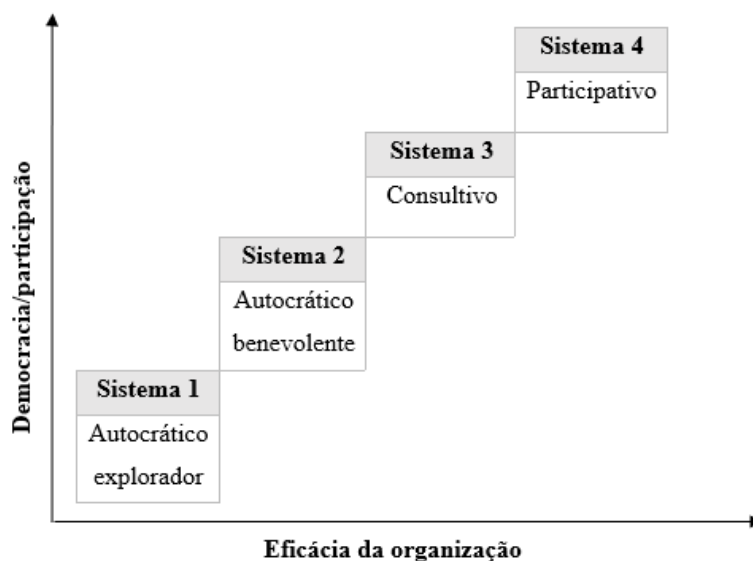 Sistema 4
Participativo
Sistema 3
Consultivo
Sistema 2
Autocrático
benevolente
Sistema 1
Autocrático
explorador
Democracia/participação
Eficácia da organização